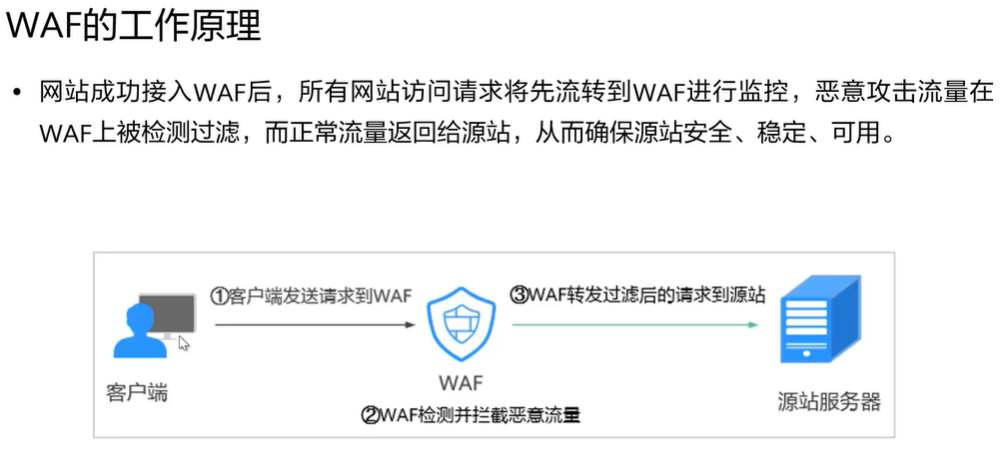 WAF的工作原理
• 网站成功接入WAF后，所有网站访问请求将先流转到WAF进行监控，恶意攻击流量在
WAF上被检测过滤，而正常流量返回给源站，从而确保源站安全、稳定、可用。
①客户端发送请求到WAF
③WAF转发过滤后的请求到源站
客户端
WAF
源站服务器
②WAF检测并拦截恶意流量